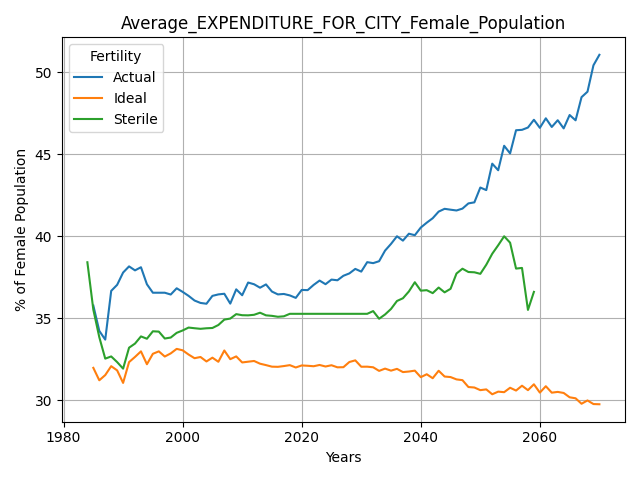 Average_EXPENDITURE_FOR_CITY_Female_Population
Fertility
Actual
Ideal
Sterile
% of Female Population
50
45
40
35
30
1980
2000
2020
2040
2060
Years